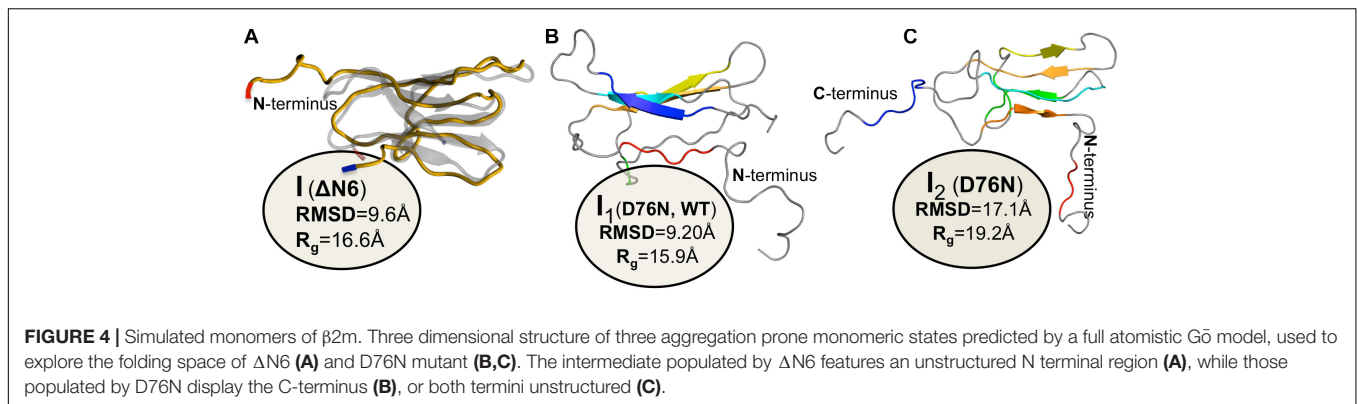 A
N-terminus
I (ΔN6)
RMSD=9.6Å
Rg=16.6Å
B
N-terminus
I1(D76N, WT)
RMSD=9.20Å
Rg=15.9Å
C
C-terminus
N-terminus
I2 (D76N)
RMSD=17.1Å
Rg=19.2Å
FIGURE 4 | Simulated monomers of β2m. Three dimensional structure of three aggregation prone monomeric states predicted by a full atomistic Gō model, used to
explore the folding space of ΔN6 (A) and D76N mutant (B,C). The intermediate populated by ΔN6 features an unstructured N terminal region (A), while those
populated by D76N display the C-terminus (B), or both termini unstructured (C).